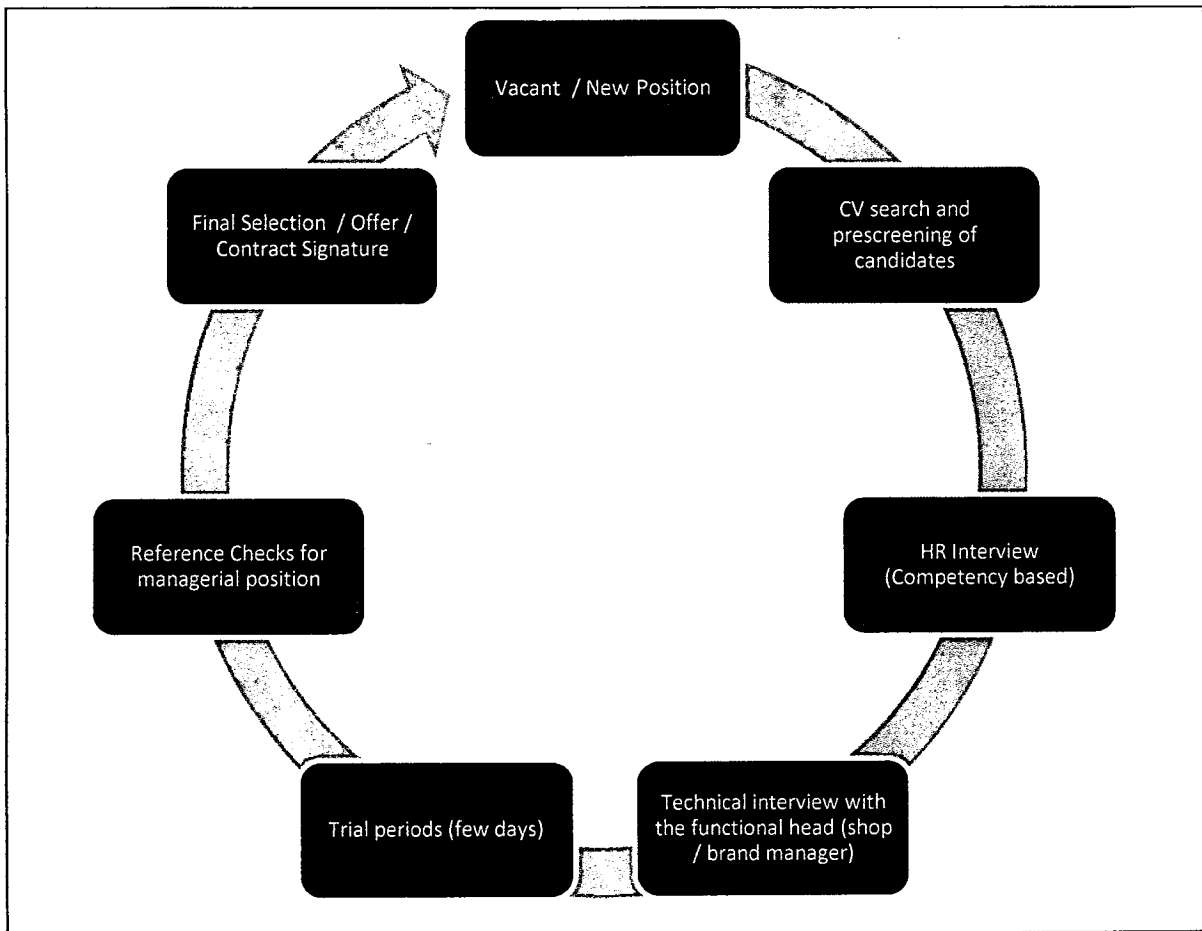 Vacant / New Position
CV search and
prescreening of
candidates
HR Interview
(Competency based)
Technical interview with
the functional head (shop
/ brand manager)
Trial periods (few days)
Reference Checks for
managerial position
Final Selection / Offer /
Contract Signature